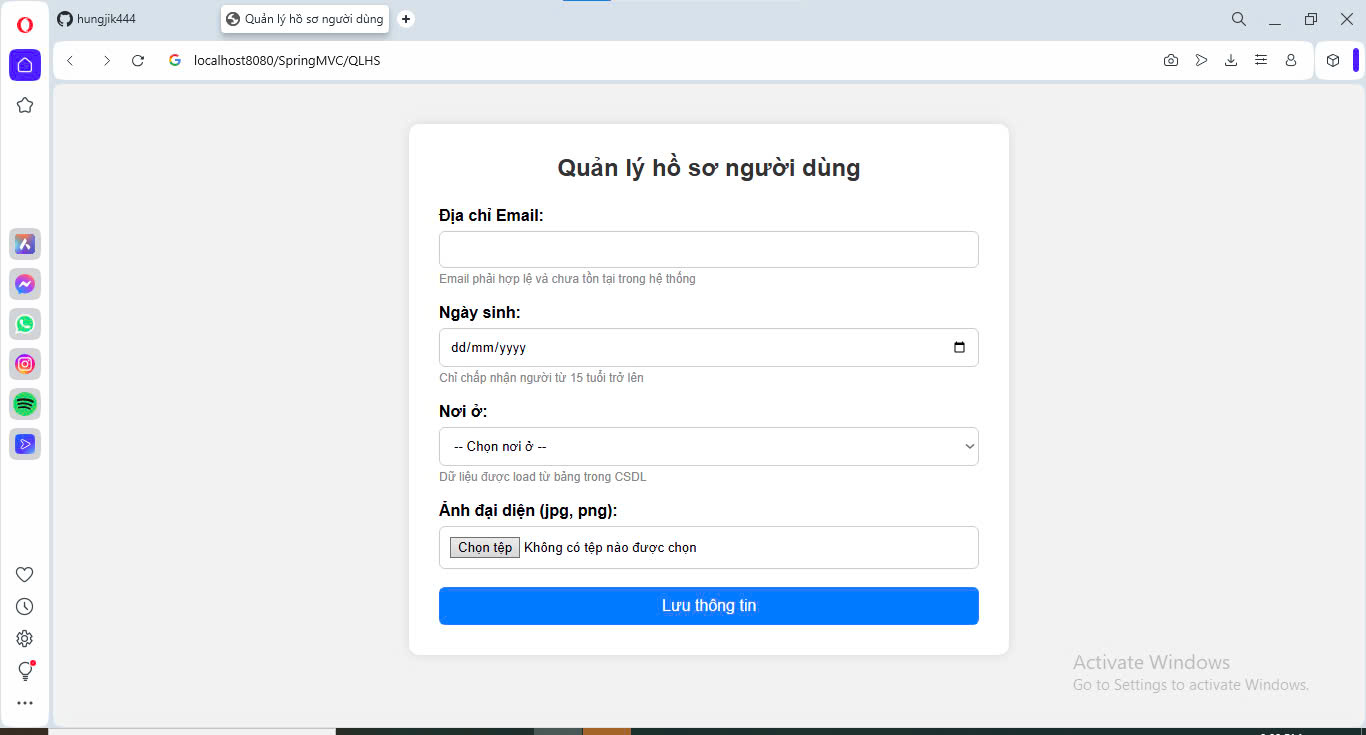 hungjik444
Quản lý hồ sơ người dùng
localhost8080/SpringMVC/QLHS
Quản lý hồ sơ người dùng
Địa chỉ Email:
Email phải hợp lệ và chưa tồn tại trong hệ thống
Ngày sinh:
dd/mm/yyyy
Chỉ chấp nhận người từ 15 tuổi trở lên
Nơi ở:
-- Chọn nơi ở --
Dữ liệu được load từ bảng trong CSDL
Ảnh đại diện (jpg, png):
Chọn tệp Không có tệp nào được chọn
Lưu thông tin
Activate Windows
Go to Settings to activate Windows.